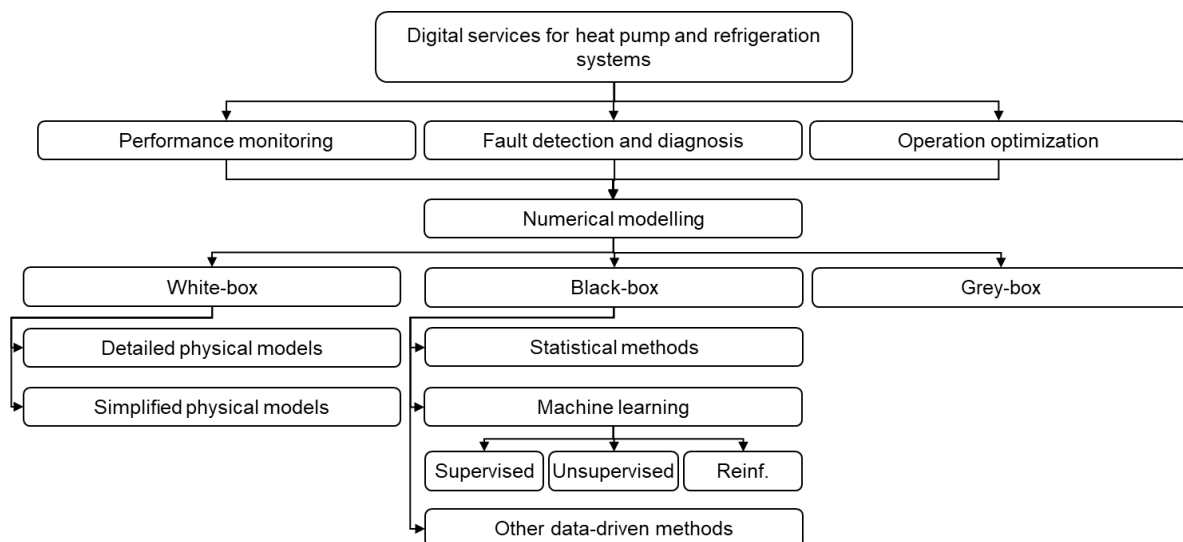 Digital services for heat pump and refrigeration
systems
Performance monitoring
Fault detection and diagnosis
Operation optimization
Numerical modelling
White-box
Black-box
Grey-box
Detailed physical models
Statistical methods
Simplified physical models
Machine learning
Supervised
Unsupervised
Reinf.
Other data-driven methods